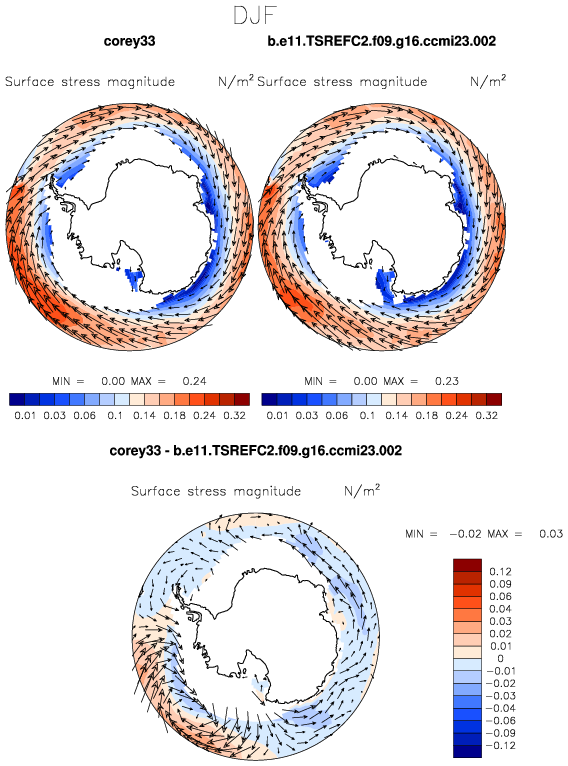 DJF
corey33
b.e11.TSREFC2.f09.g16.ccmi23.002
Surface stress magnitude N/m²
Surface stress magnitude N/m²
MIN = 0.00 MAX = 0.24
MIN = 0.00 MAX = 0.23
0.01 0.03 0.06 0.1 0.14 0.18 0.24 0.32
0.01 0.03 0.06 0.1 0.14 0.18 0.24 0.32
corey33 - b.e11.TSREFC2.f09.g16.ccmi23.002
Surface stress magnitude N/m²
MIN = -0.02 MAX = 0.03
0.12
0.09
0.06
0.04
0.03
0.02
0.01
0
-0.01
-0.02
-0.03
-0.04
-0.06
-0.09
-0.12